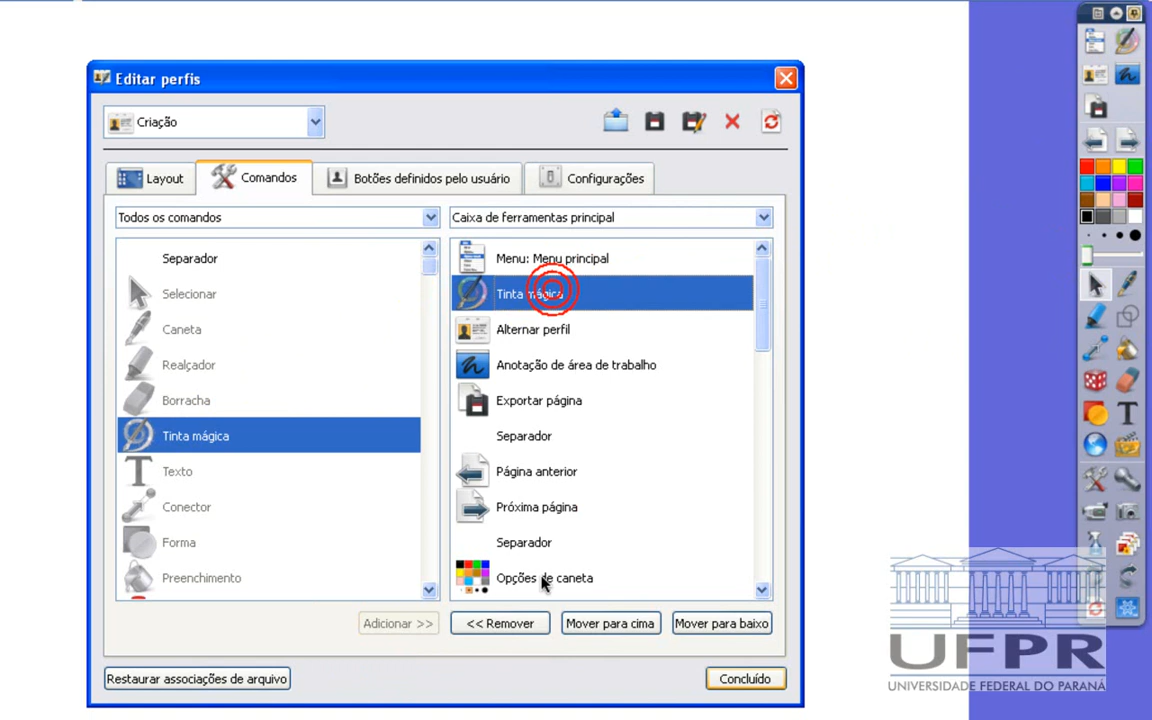 Editar perfis
Criação
Layout
Comandos
Botões definidos pelo usuário
Configurações
Todos os comandos
Separador
Selecionar
Caneta
Realçador
Borracha
Tinta mágica
Texto
Conector
Forma
Preenchimento
Caixa de ferramentas principal
Menu: Menu principal
Tinta mágica
Alternar perfil
Anotação de área de trabalho
Exportar página
Separador
Página anterior
Próxima página
Separador
Opções de caneta
Adicionar >>
<< Remover
Mover para cima
Mover para baixo
Restaurar associações de arquivo
Concluído
UFPR
UNIVERSIDADE FEDERAL DO PARANÁ